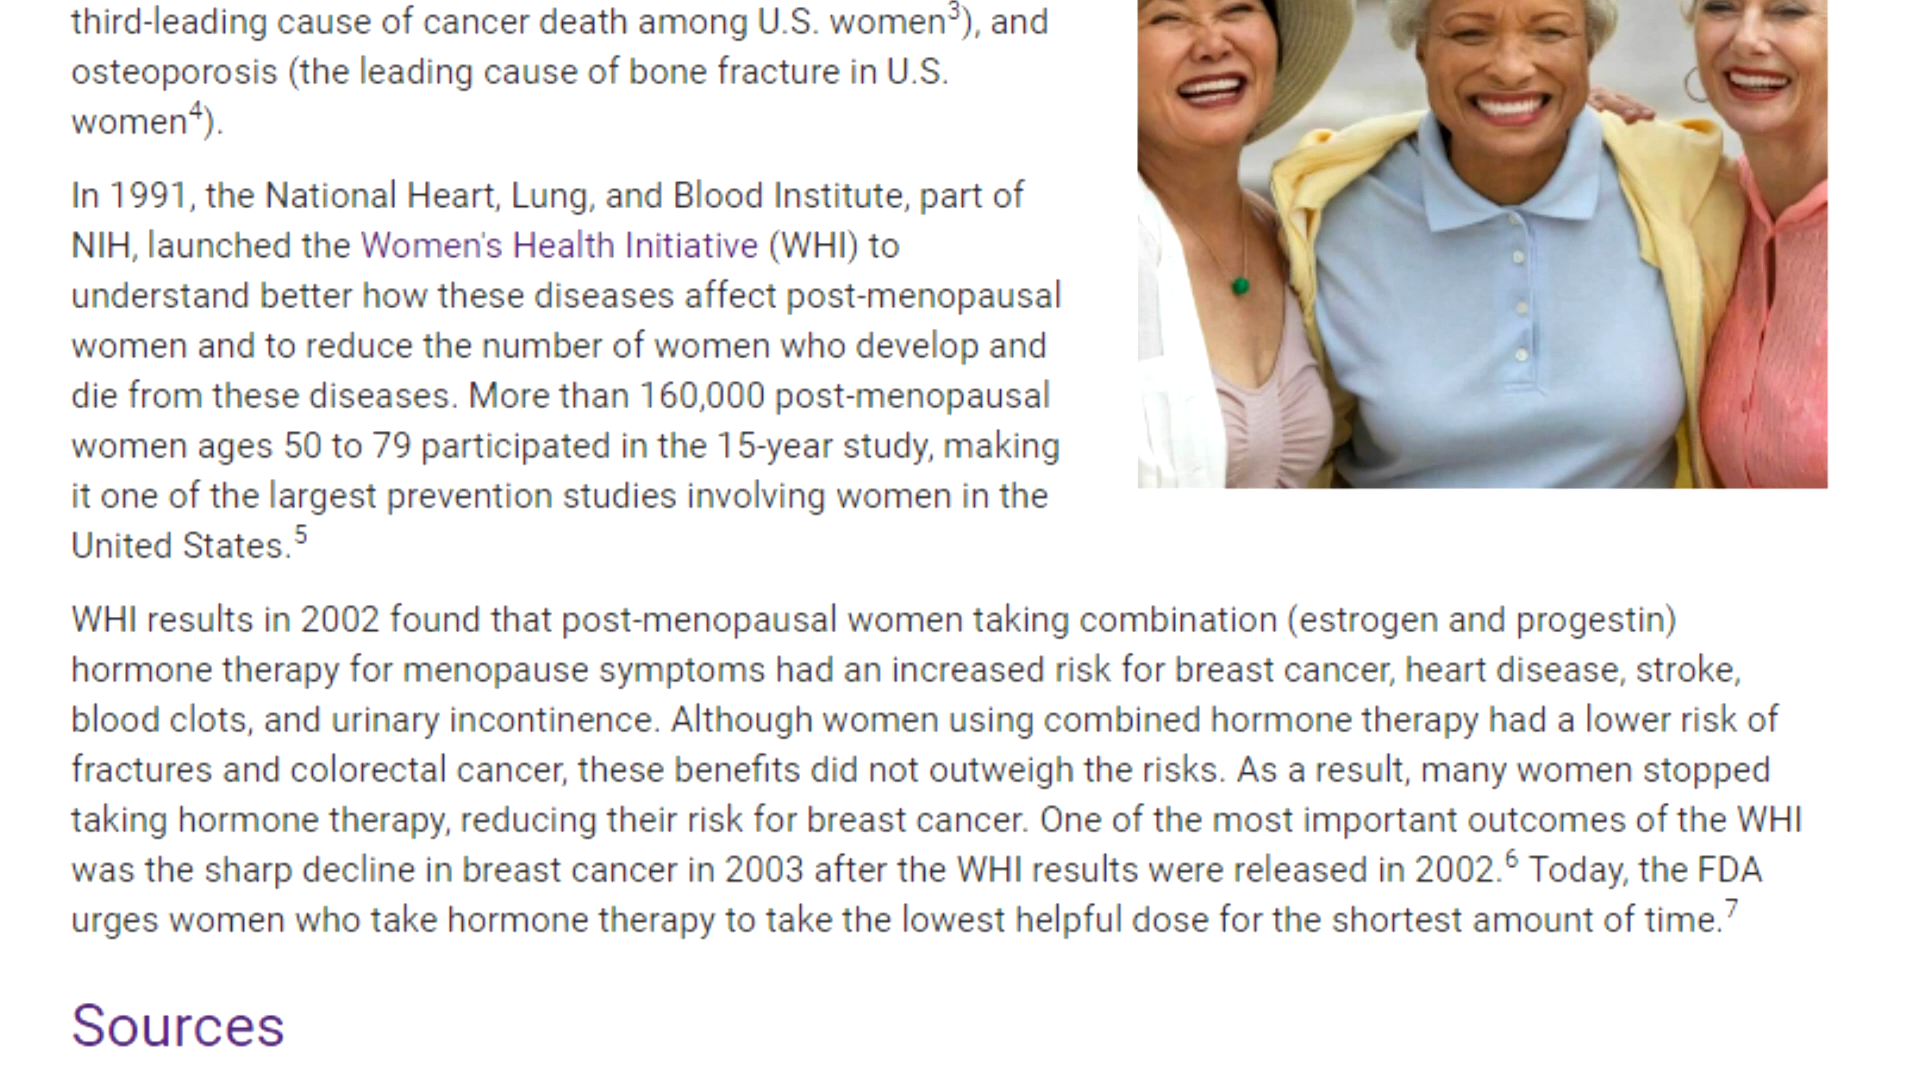 third-leading cause of cancer death among U.S. women³), and
osteoporosis (the leading cause of bone fracture in U.S.
women⁴).
In 1991, the National Heart, Lung, and Blood Institute, part of
NIH, launched the Women's Health Initiative (WHI) to
understand better how these diseases affect post-menopausal
women and to reduce the number of women who develop and
die from these diseases. More than 160,000 post-menopausal
women ages 50 to 79 participated in the 15-year study, making
it one of the largest prevention studies involving women in the
United States.⁵
WHI results in 2002 found that post-menopausal women taking combination (estrogen and progestin)
hormone therapy for menopause symptoms had an increased risk for breast cancer, heart disease, stroke,
blood clots, and urinary incontinence. Although women using combined hormone therapy had a lower risk of
fractures and colorectal cancer, these benefits did not outweigh the risks. As a result, many women stopped
taking hormone therapy, reducing their risk for breast cancer. One of the most important outcomes of the WHI
was the sharp decline in breast cancer in 2003 after the WHI results were released in 2002.⁶ Today, the FDA
urges women who take hormone therapy to take the lowest helpful dose for the shortest amount of time.⁷
Sources